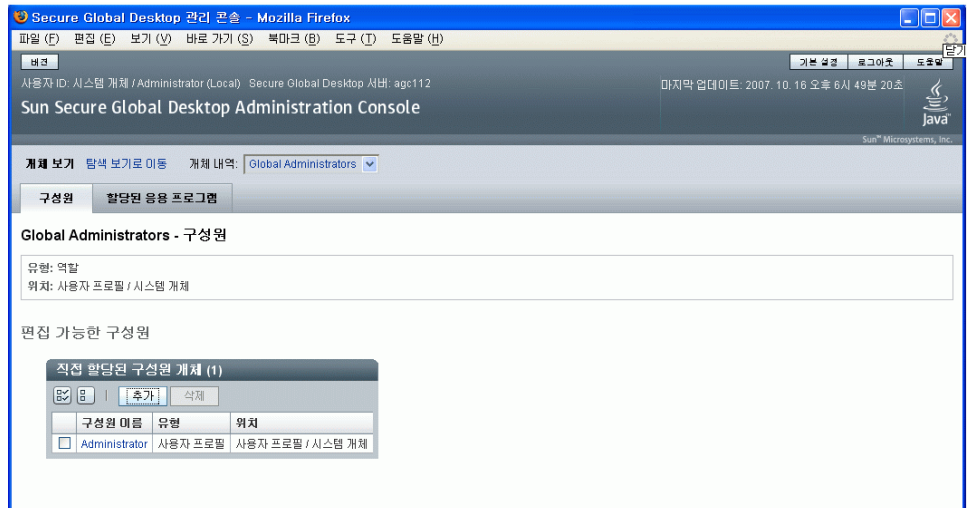 Secure Global Desktop 관리 콘솔 - Mozilla Firefox
파일 (F) 편집 (E) 보기 (V) 바로 가기 (S) 북마크 (B) 도구 (T) 도움말 (H)
닫기
버전 기본 설정 로그아웃 도움말
사용자 ID: 시스템 개체 / Administrator (Local) Secure Global Desktop 서버: agc112 마지막 업데이트: 2007. 10. 16 오후 6시 49분 20초
Sun Secure Global Desktop Administration Console
Java
Sun™ Microsystems, Inc.
개체 보기 탐색 보기로 이동 개체 내역: Global Administrators
구성원 할당된 응용 프로그램
Global Administrators - 구성원
유형: 역할
위치: 사용자 프로필 / 시스템 개체
편집 가능한 구성원
직접 할당된 구성원 개체 (1)
추가 삭제
구성원 이름 유형 위치
Administrator 사용자 프로필 사용자 프로필 / 시스템 개체